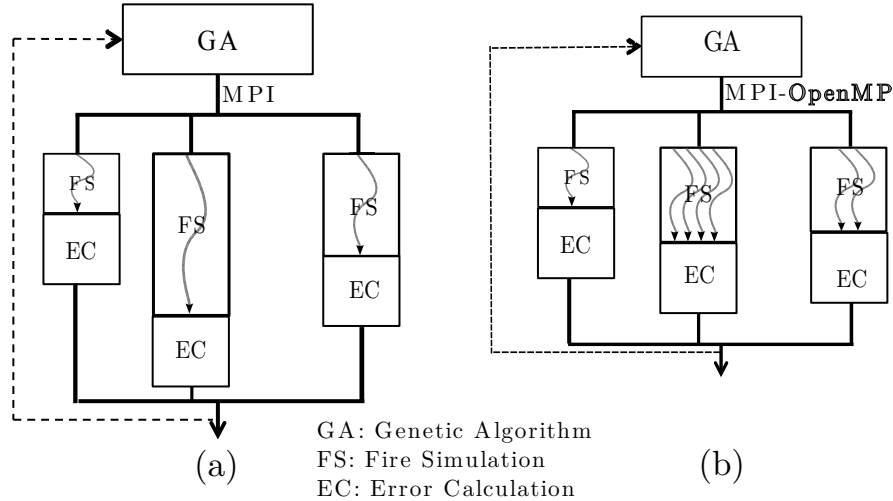 GA
MPI
FS
EC
FS
EC
FS
EC
(a)
GA
MPI-OpenMP
FS
EC
FS
EC
FS
EC
(b)
GA: Genetic Algorithm
FS: Fire Simulation
EC: Error Calculation